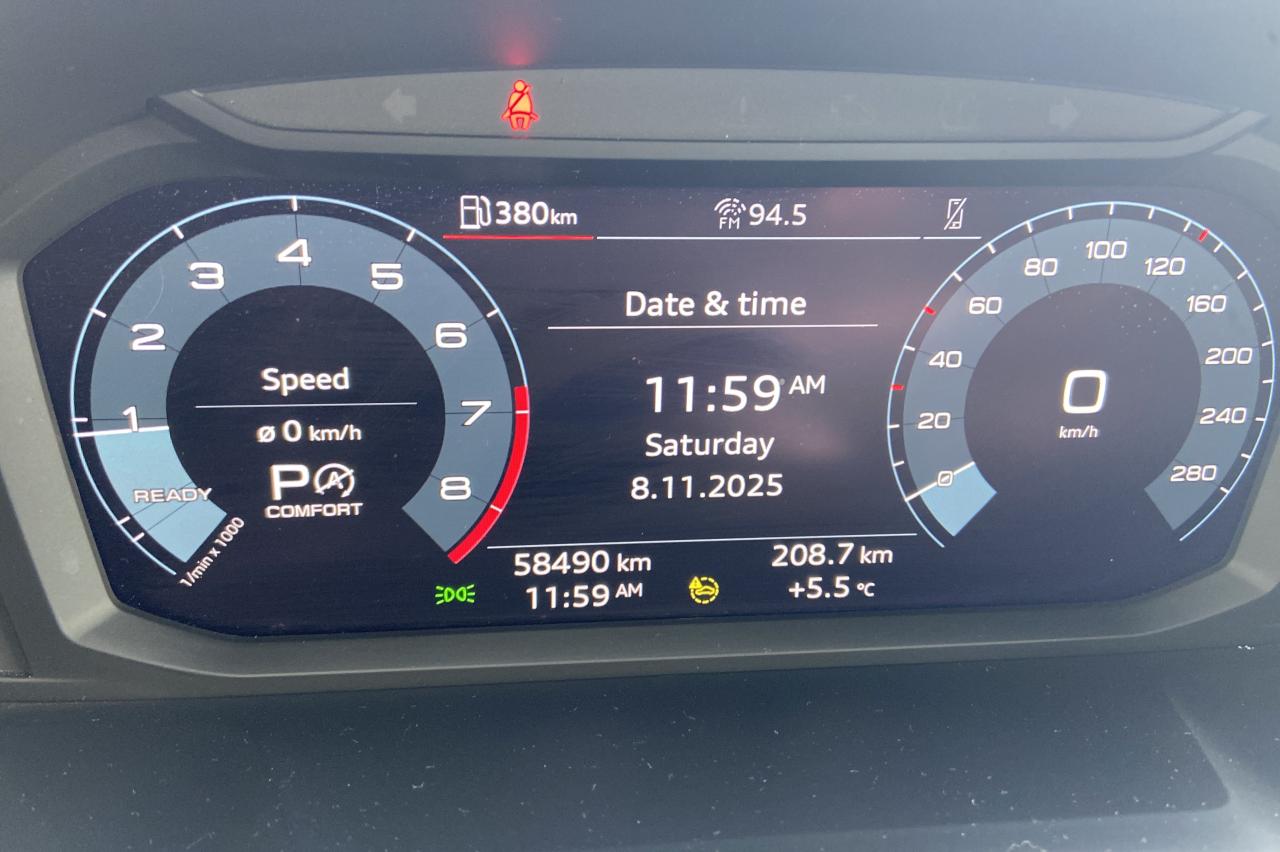 380km
FM 94.5
1 2 3 4 5 6 7 8
READY
1/min x 1000
Speed
ø 0 km/h
P A
COMFORT
Date & time
11:59 AM
Saturday
8.11.2025
0 20 40 60 80 100 120 160 200 240 280
0
km/h
58490 km
208.7 km
11:59 AM
+5.5 °C